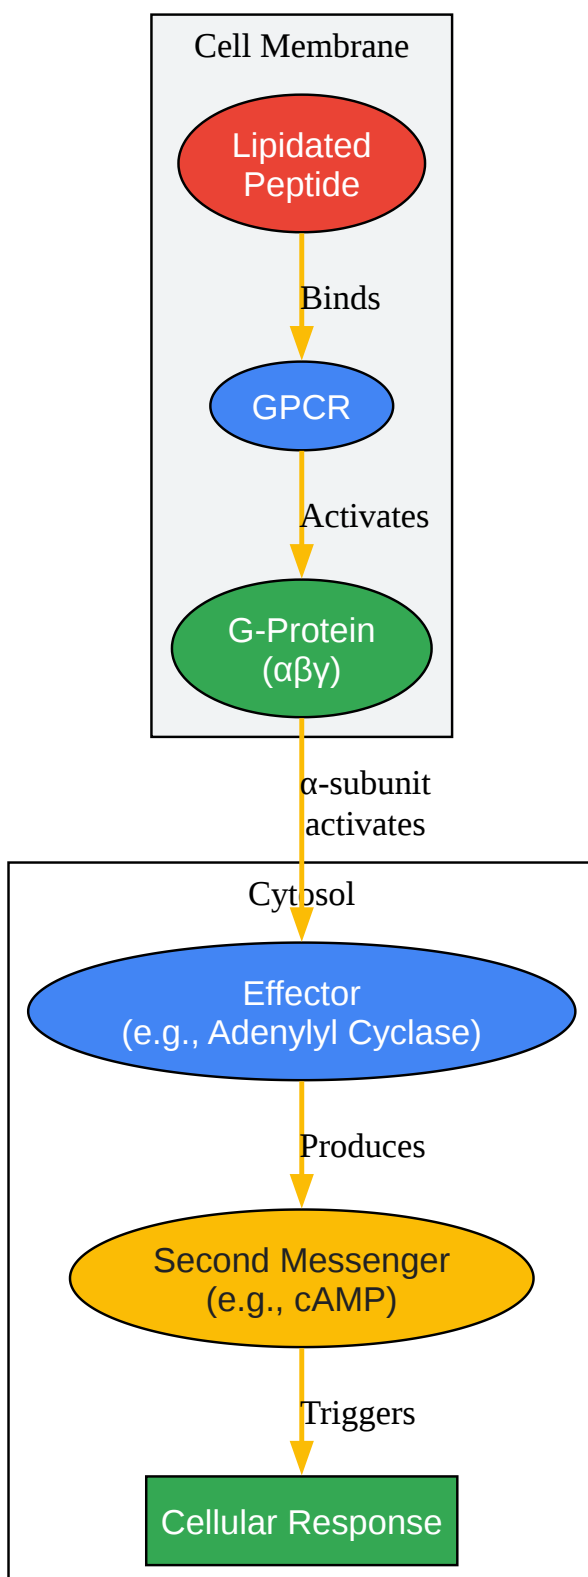 Cell Membrane
Lipidated
Peptide
Binds
GPCR
Activates
G-Protein
(αβγ)
α-subunit
activates
Cytosol
Effector
(e.g., Adenylyl Cyclase)
Produces
Second Messenger
(e.g., cAMP)
Triggers
Cellular Response